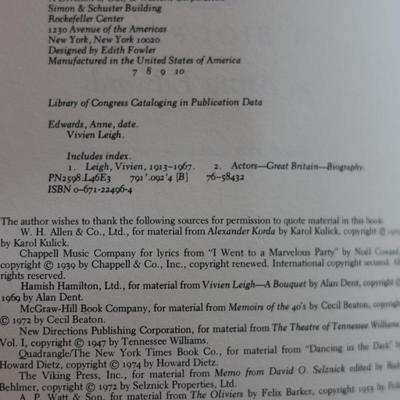 A Division of Gulf & Western Corporation
Simon & Schuster Building
Rockefeller Center
1230 Avenue of the Americas
New York, New York 10020
Designed by Edith Fowler
Manufactured in the United States of America
7 8 9 10
Library of Congress Cataloging in Publication Data
Edwards, Anne, date.
Vivien Leigh.
Includes index.
1. Leigh, Vivien, 1913-1967. 2. Actors—Great Britain—Biography.
PN2598.L46E3 791'.092'4 [B] 76-58432
ISBN 0-671-22496-4
The author wishes to thank the following sources for permission to quote material in this book:
W. H. Allen & Co., Ltd., for material from Alexander Korda by Karol Kulick, copyright ©
by Karol Kulick.
Chappell Music Company for lyrics from "I Went to a Marvelous Party" by Noël Coward,
copyright © 1939 by Chappell & Co., Inc., copyright renewed. International copyright secured. All
rights reserved.
Hamish Hamilton, Ltd., for material from Vivien Leigh—A Bouquet by Alan Dent, copyright ©
1969 by Alan Dent.
McGraw-Hill Book Company, for material from Memoirs of the 40's by Cecil Beaton, copyright
© 1972 by Cecil Beaton.
New Directions Publishing Corporation, for material from The Theatre of Tennessee Williams,
Vol. I, copyright © 1947 by Tennessee Williams.
Quadrangle/The New York Times Book Co., for material from "Dancing in the Dark" by
Howard Dietz, copyright © 1974 by Howard Dietz.
The Viking Press, Inc., for material from Memo from David O. Selznick, edited by Rudy
Behlmer, copyright © 1972 by Selznick Properties, Ltd.
A. P. Watt & Son, for material from The Oliviers by Felix Barker, copyright 1953 by